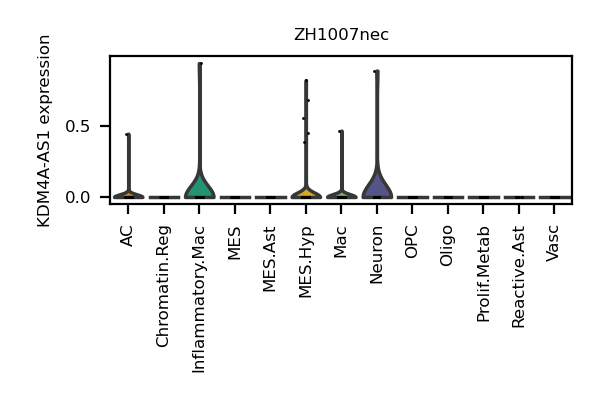 ZH1007nec
KDM4A-AS1 expression
0.5
0.0
AC
Chromatin.Reg
Inflammatory.Mac
MES
MES.Ast
MES.Hyp
Mac
Neuron
OPC
Oligo
Prolif.Metab
Reactive.Ast
Vasc